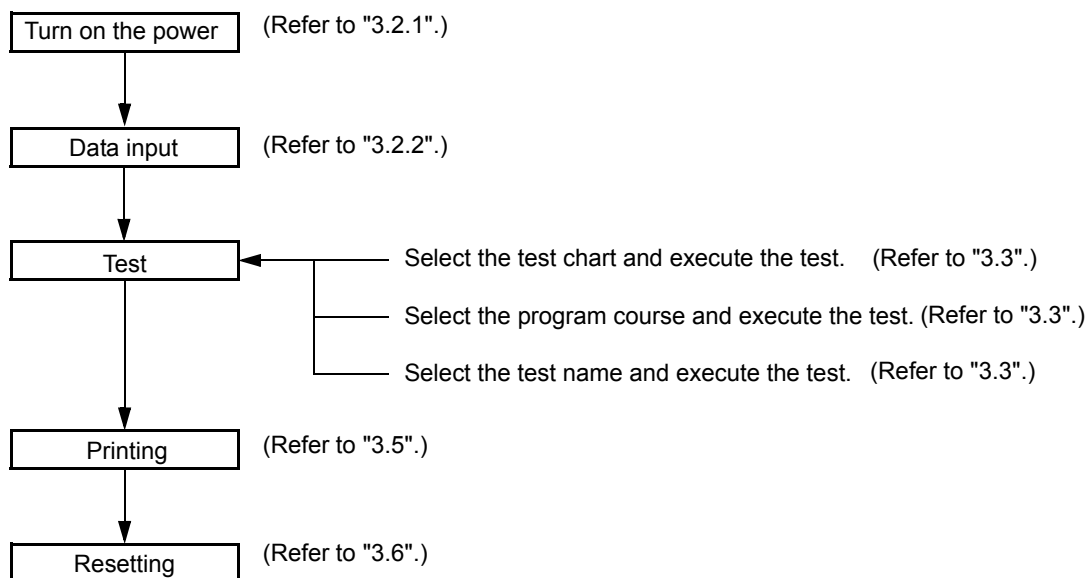 Turn on the power (Refer to "3.2.1".)
Data input (Refer to "3.2.2".)
Test
Select the test chart and execute the test. (Refer to "3.3".)
Select the program course and execute the test. (Refer to "3.3".)
Select the test name and execute the test. (Refer to "3.3".)
Printing (Refer to "3.5".)
Resetting (Refer to "3.6".)